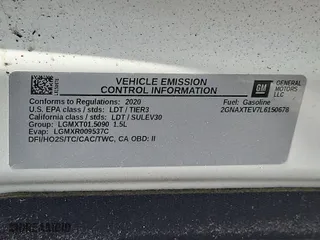 VEHICLE EMISSION
CONTROL INFORMATION
GM
GENERAL
MOTORS
LLC
Conforms to Regulations: 2020
Fuel: Gasoline
U.S. EPA class / stds: LDT / TIER3
2GNAXTEV7L6150678
California class / stds: LDT / SULEV30
Group: LGMXT01.5090 1.5L
Evap: LGMXR009537C
DFI/HO2S/TC/CAC/TWC, CA OBD: II